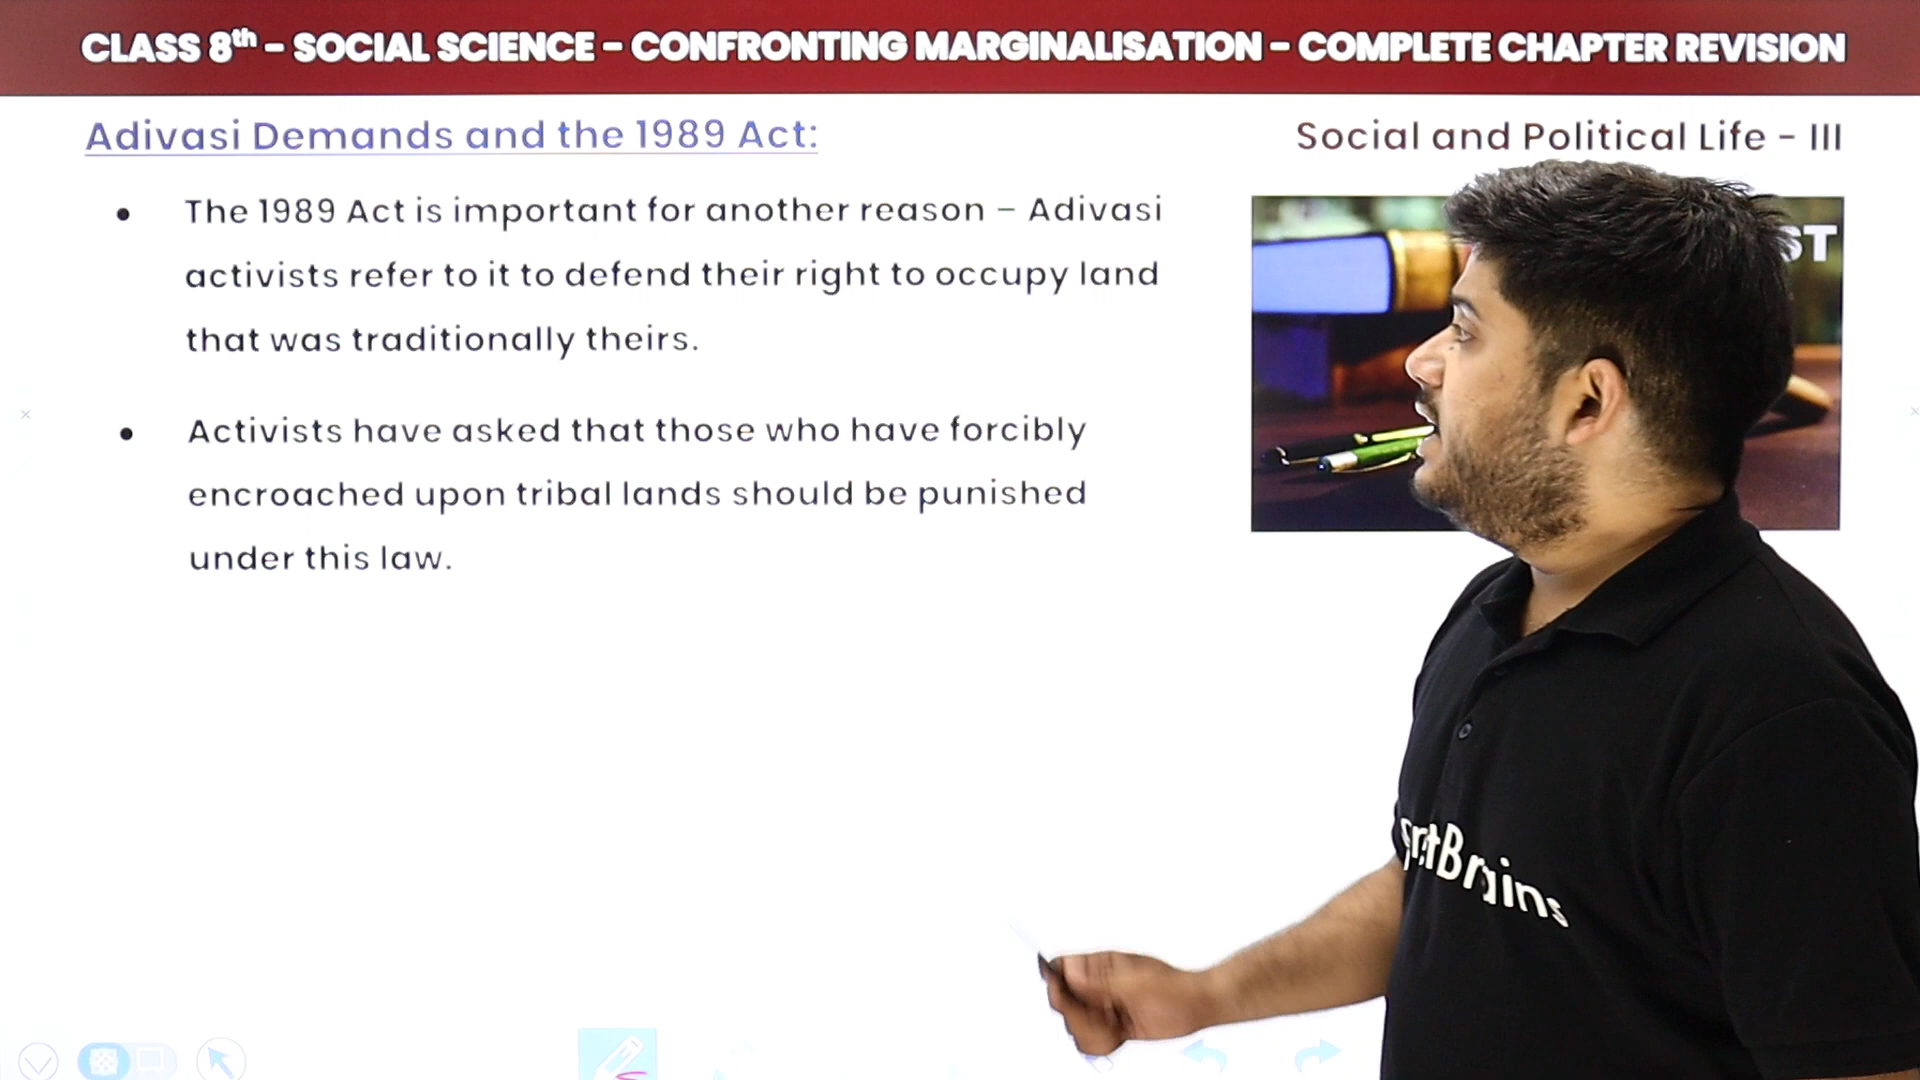 CLASS 8th – SOCIAL SCIENCE – CONFRONTING MARGINALISATION – COMPLETE CHAPTER REVISION
Adivasi Demands and the 1989 Act:
Social and Political Life – III
• The 1989 Act is important for another reason – Adivasi
activists refer to it to defend their right to occupy land
that was traditionally theirs.
• Activists have asked that those who have forcibly
encroached upon tribal lands should be punished
under this law.
ST